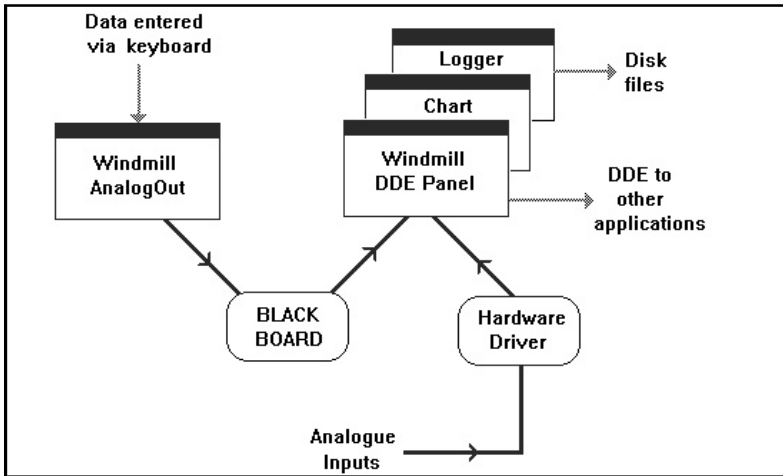 Data entered
via keyboard
Logger
Disk
files
Chart
Windmill
AnalogOut
Windmill
DDE Panel
DDE to
other
applications
BLACK
BOARD
Hardware
Driver
Analogue
Inputs